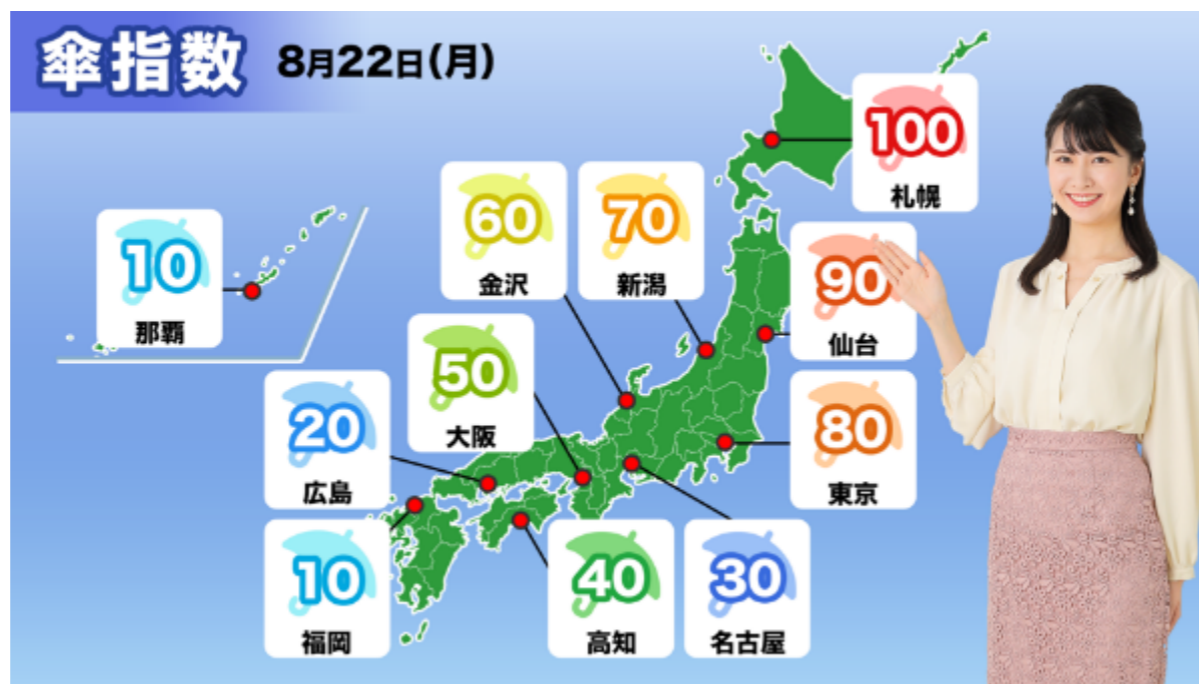 傘指数 8月22日(月)
100
札幌
60
金沢
70
新潟
10
那覇
90
仙台
50
大阪
20
広島
80
東京
10
福岡
40
高知
30
名古屋